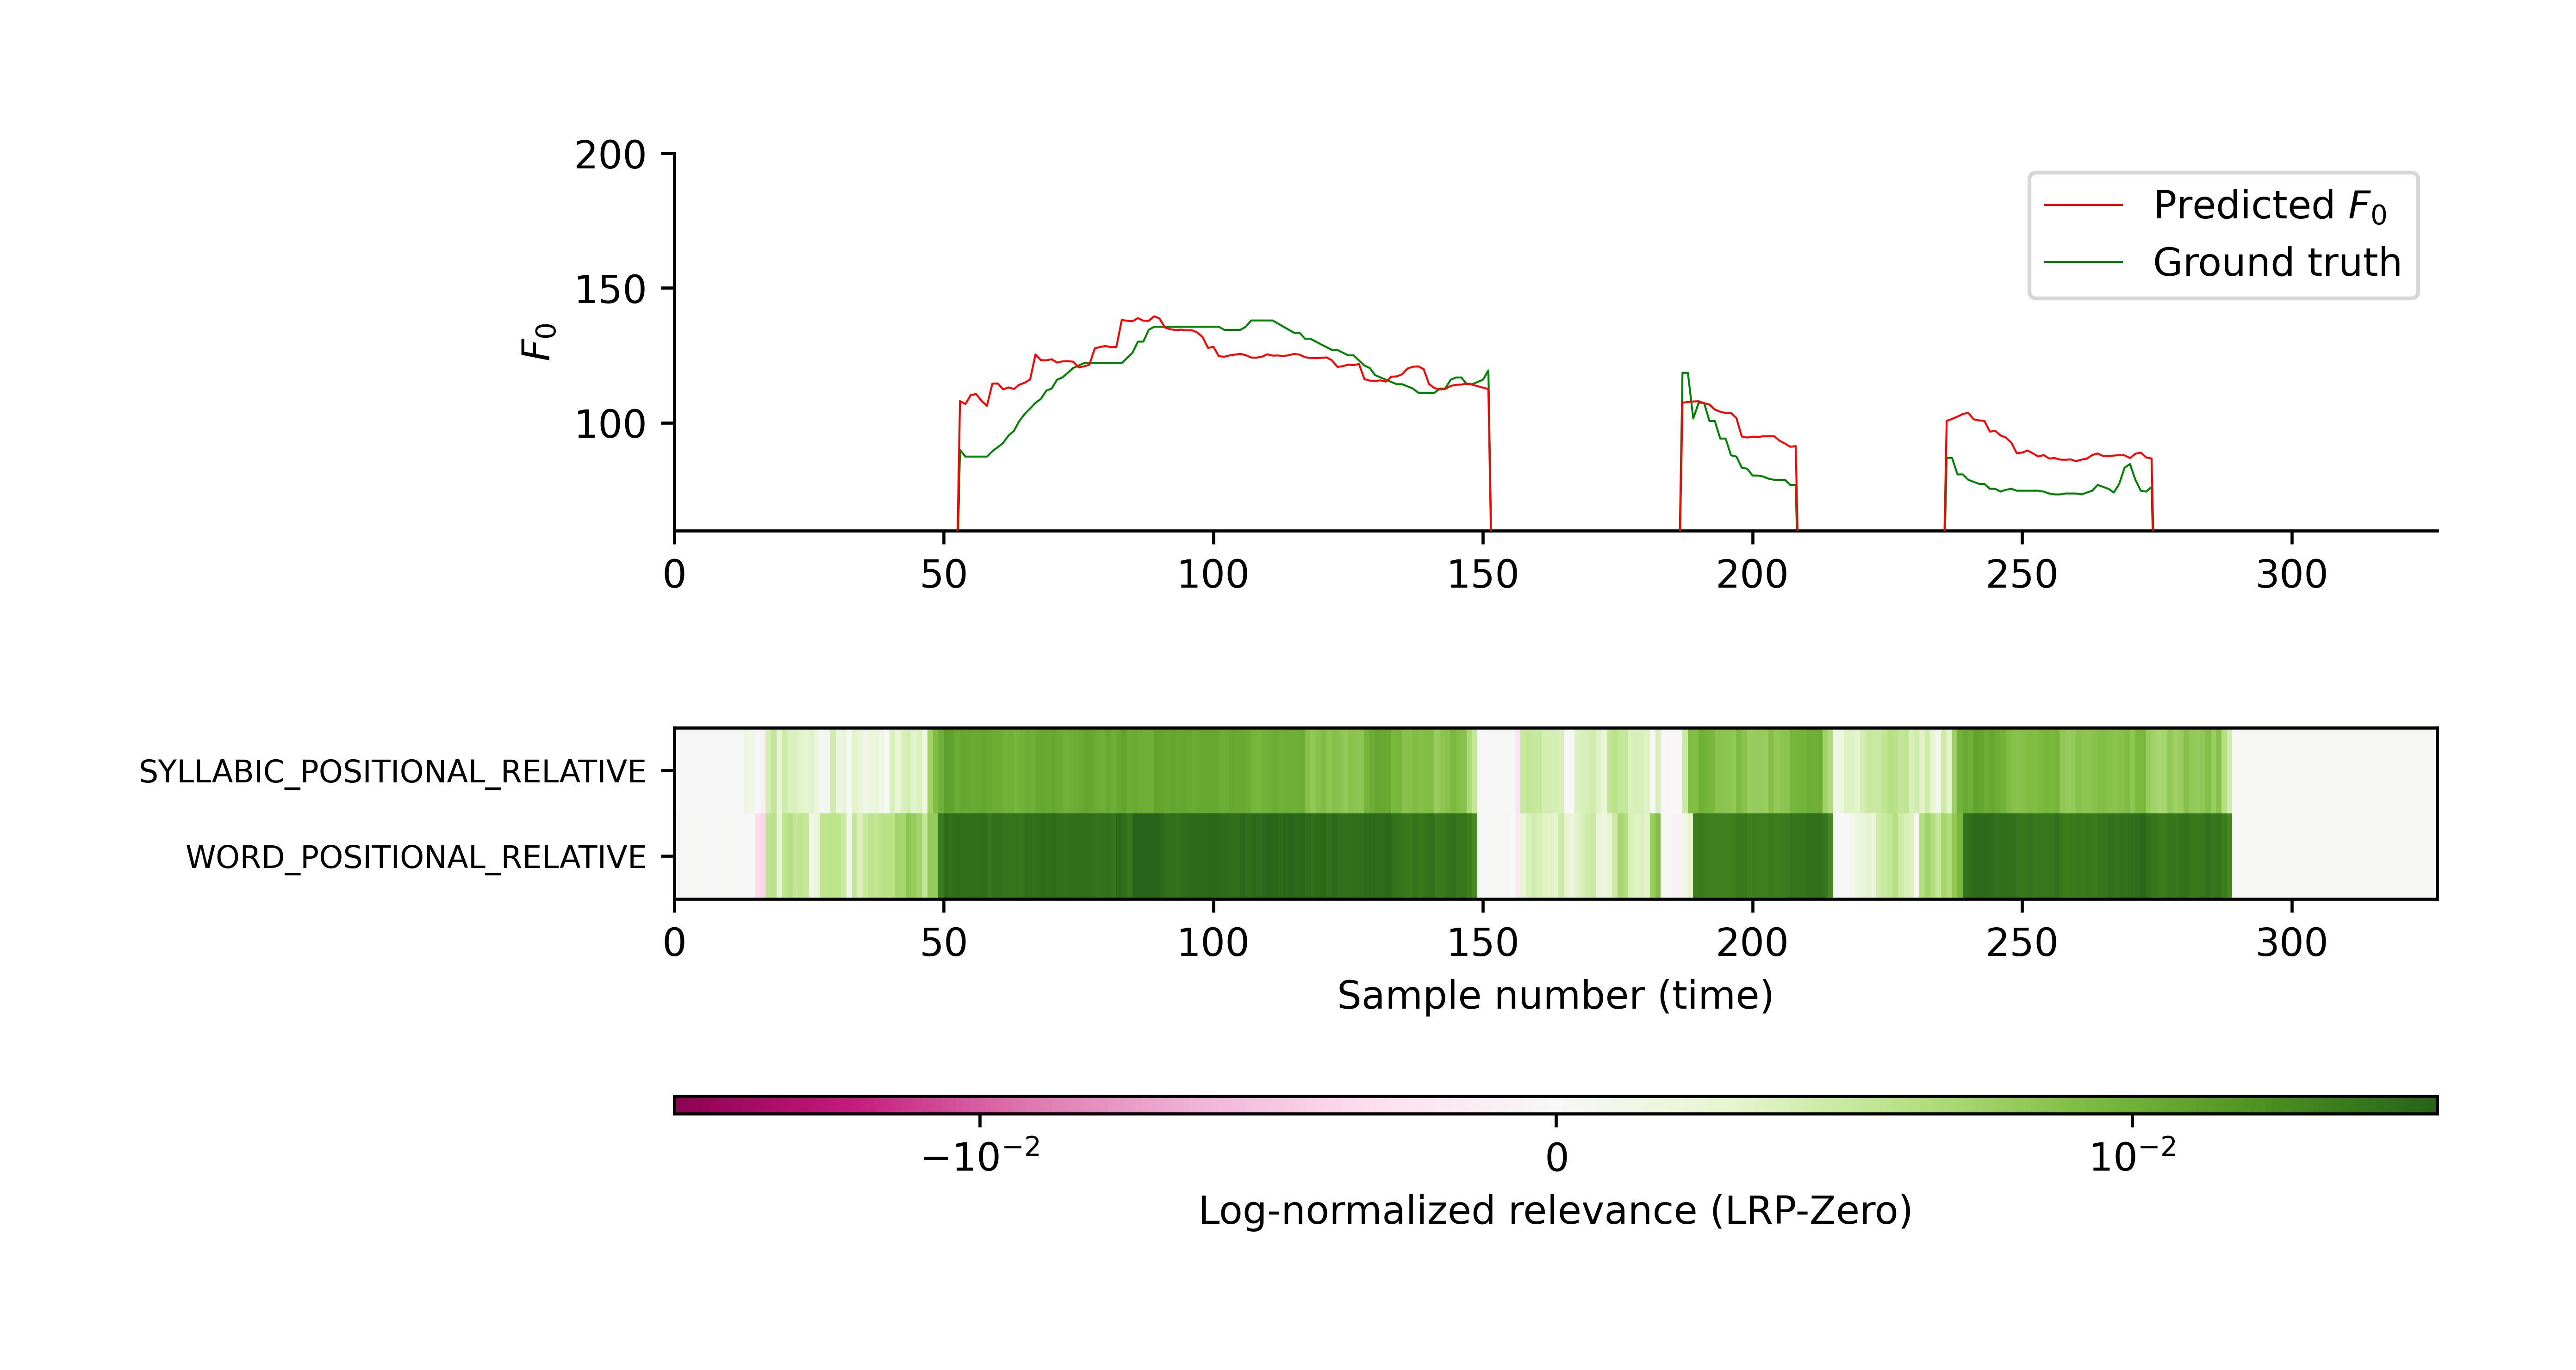 200
150
100
F₀
Predicted F₀
Ground truth
0 50 100 150 200 250 300
SYLLABIC_POSITIONAL_RELATIVE
WORD_POSITIONAL_RELATIVE
0 50 100 150 200 250 300
Sample number (time)
−10⁻² 0 10⁻²
Log-normalized relevance (LRP-Zero)